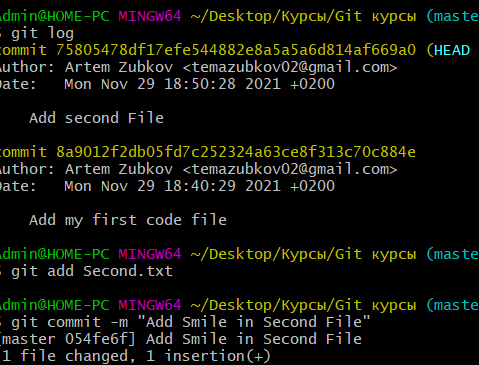 Admin@HOME-PC MINGW64 ~/Desktop/Курсы/Git курсы (maste
$ git log
commit 75805478df17efe544882e8a5a5a6d814af669a0 (HEAD
Author: Artem Zubkov <temazubkov02@gmail.com>
Date:   Mon Nov 29 18:50:28 2021 +0200
Add second File
commit 8a9012f2db05fd7c252324a63ce8f313c70c884e
Author: Artem Zubkov <temazubkov02@gmail.com>
Date:   Mon Nov 29 18:40:29 2021 +0200
Add my first code file
Admin@HOME-PC MINGW64 ~/Desktop/Курсы/Git курсы (maste
$ git add Second.txt
Admin@HOME-PC MINGW64 ~/Desktop/Курсы/Git курсы (maste
$ git commit -m "Add Smile in Second File"
[master 054fe6f] Add Smile in Second File
1 file changed, 1 insertion(+)